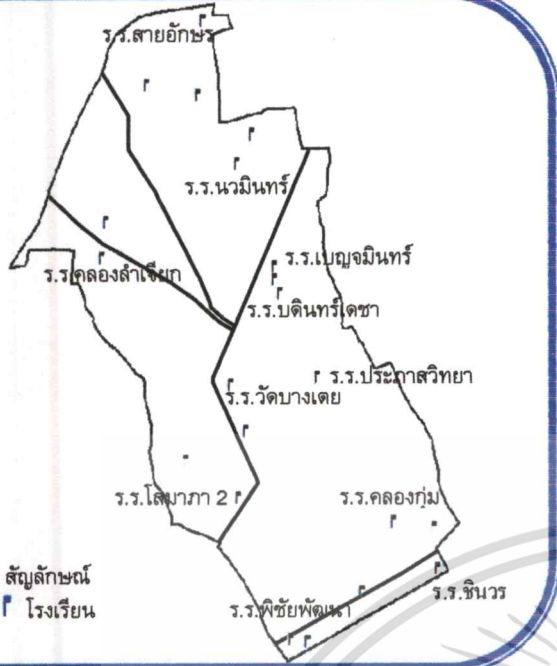 ร.ร.สายอักษร
ร.ร.นวมินทร์
ร.ร.คลองลำเจียก
ร.ร.เบญจมินทร์
ร.ร.บดินทร์เดชา
ร.ร.ประภาสวิทยา
ร.ร.วัดบางเตย
ร.ร.โสมาภา 2
ร.ร.คลองกุ่ม
สัญลักษณ์
โรงเรียน
ร.ร.พิชัยพัฒนา
ร.ร.ชินวร